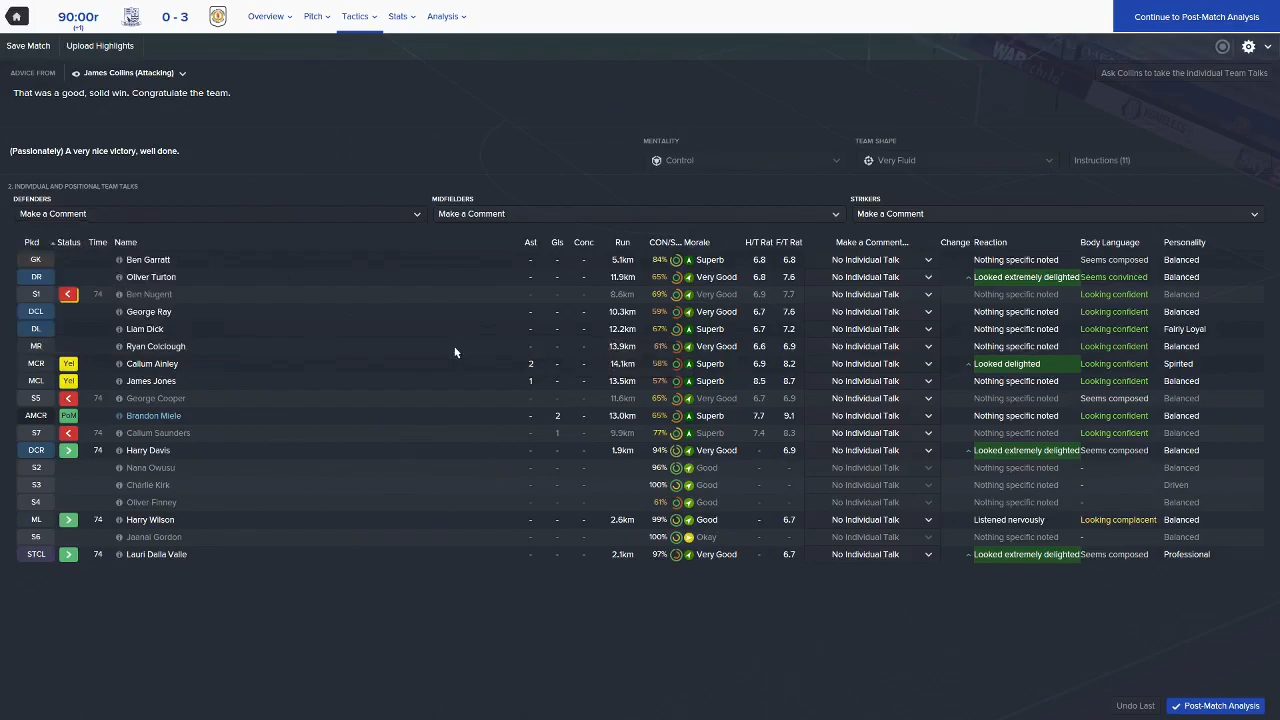 90:00r
(+1)
0 - 3
Overview
Pitch
Tactics
Stats
Analysis
Continue to Post-Match Analysis
Save Match
Upload Highlights
ADVICE FROM
James Collins (Attacking)
Ask Collins to take the Individual Team Talks
That was a good, solid win. Congratulate the team.
(Passionately) A very nice victory, well done.
MENTALITY
Control
TEAM SHAPE
Very Fluid
Instructions (11)
2. INDIVIDUAL AND POSITIONAL TEAM TALKS
DEFENDERS MIDFIELDERS STRIKERS
Make a Comment Make a Comment Make a Comment
Pkd Status Time Name Ast Gls Conc Run CON/S... Morale H/T Rat F/T Rat Make a Comment... Change Reaction Body Language Personality
GK Ben Garratt - - - 5.1km 84% Superb 6.8 6.8 No Individual Talk Nothing specific noted Seems composed Balanced
DR Oliver Turton - - - 11.9km 65% Very Good 6.8 7.6 No Individual Talk Looked extremely delighted Seems convinced Balanced
S1 74 Ben Nugent - - - 8.6km 69% Very Good 6.9 7.7 No Individual Talk Nothing specific noted Looking confident Balanced
DCL George Ray - - - 10.3km 59% Very Good 6.7 7.6 No Individual Talk Nothing specific noted Looking confident Balanced
DL Liam Dick - - - 12.2km 67% Superb 6.7 7.2 No Individual Talk Nothing specific noted Looking confident Fairly Loyal
MR Ryan Colclough - - - 13.9km 61% Very Good 6.6 6.9 No Individual Talk Nothing specific noted Looking confident Balanced
MCR Yel Callum Ainley 2 - - 14.1km 58% Superb 6.9 8.2 No Individual Talk Looked delighted Looking confident Spirited
MCL Yel James Jones 1 - - 13.5km 57% Superb 8.5 8.7 No Individual Talk Nothing specific noted Looking confident Balanced
S5 74 George Cooper - - - 11.6km 65% Very Good 6.7 6.9 No Individual Talk Nothing specific noted Seems composed Balanced
AMCR PoM Brandon Miele - 2 - 13.0km 65% Superb 7.7 9.1 No Individual Talk Nothing specific noted Looking confident Balanced
S7 74 Callum Saunders - 1 - 9.9km 77% Superb 7.4 8.3 No Individual Talk Nothing specific noted Looking confident Balanced
DCR 74 Harry Davis - - - 1.9km 94% Very Good - 6.9 No Individual Talk Looked extremely delighted Seems composed Balanced
S2 Nana Owusu - - - 96% Good - - No Individual Talk Nothing specific noted - Balanced
S3 Charlie Kirk - - - 100% Good - - No Individual Talk Nothing specific noted - Driven
S4 Oliver Finney - - - 61% Good - - No Individual Talk Nothing specific noted - Balanced
ML 74 Harry Wilson - - - 2.6km 99% Good - 6.7 No Individual Talk Listened nervously Looking complacent Balanced
S6 Jaanai Gordon - - - 100% Okay - - No Individual Talk Nothing specific noted - Balanced
STCL 74 Lauri Dalla Valle - - - 2.1km 97% Very Good - 6.7 No Individual Talk Looked extremely delighted Seems composed Professional
Undo Last
Post-Match Analysis